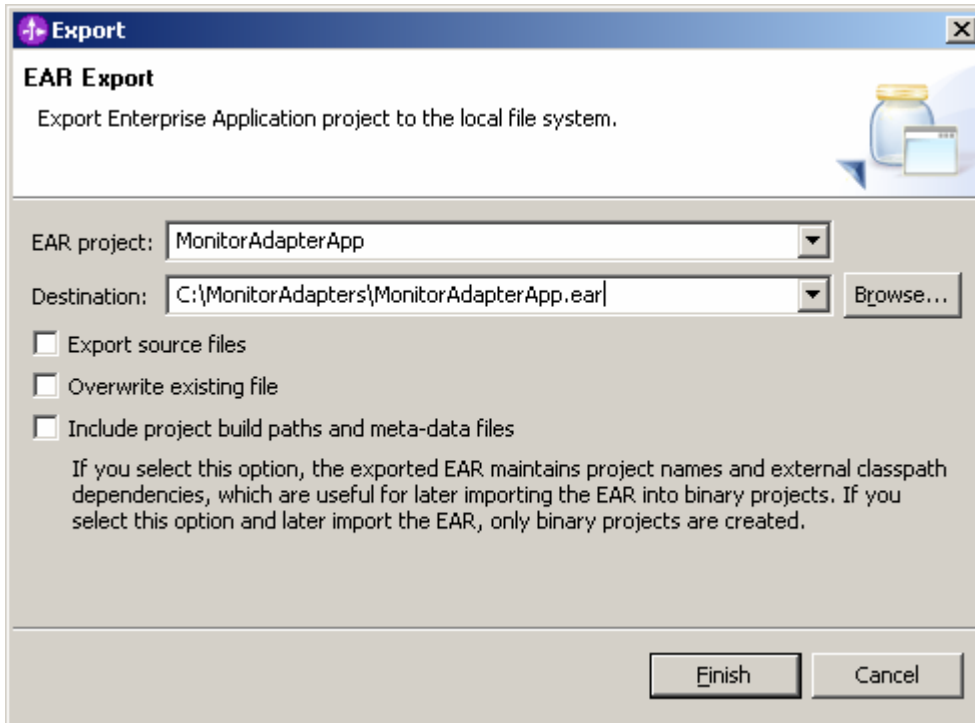 Export
EAR Export
Export Enterprise Application project to the local file system.
EAR project: MonitorAdapterApp
Destination: C:\MonitorAdapters\MonitorAdapterApp.ear Browse...
Export source files
Overwrite existing file
Include project build paths and meta-data files
If you select this option, the exported EAR maintains project names and external classpath
dependencies, which are useful for later importing the EAR into binary projects. If you
select this option and later import the EAR, only binary projects are created.
Finish Cancel